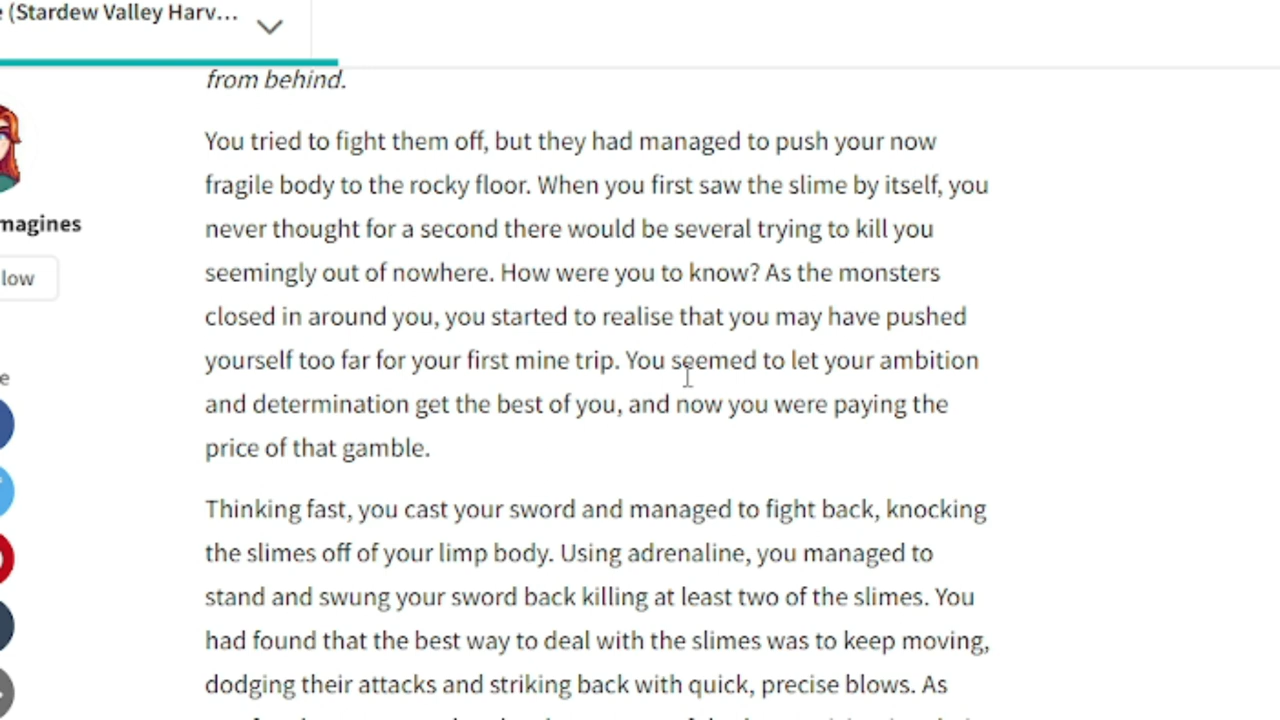 (Stardew Valley Harv...
from behind.
magines
low
You tried to fight them off, but they had managed to push your now
fragile body to the rocky floor. When you first saw the slime by itself, you
never thought for a second there would be several trying to kill you
seemingly out of nowhere. How were you to know? As the monsters
closed in around you, you started to realise that you may have pushed
yourself too far for your first mine trip. You seemed to let your ambition
and determination get the best of you, and now you were paying the
price of that gamble.
Thinking fast, you cast your sword and managed to fight back, knocking
the slimes off of your limp body. Using adrenaline, you managed to
stand and swung your sword back killing at least two of the slimes. You
had found that the best way to deal with the slimes was to keep moving,
dodging their attacks and striking back with quick, precise blows. As